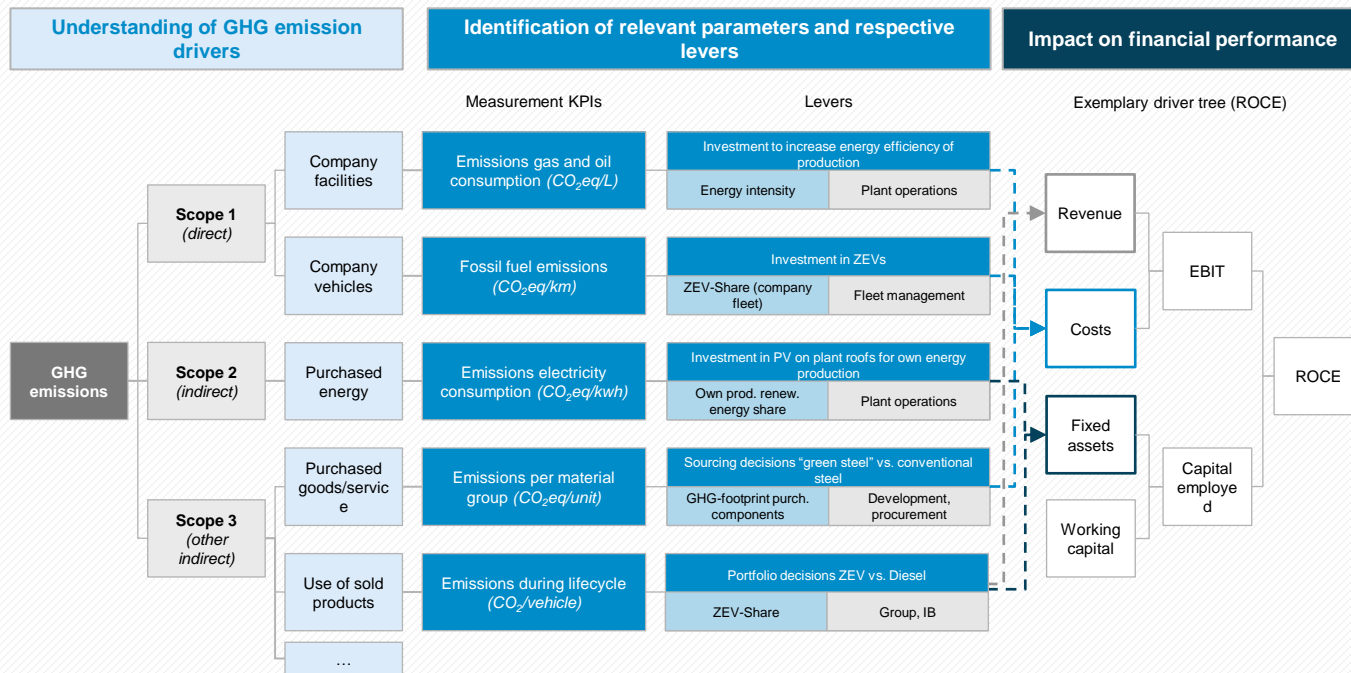 Understanding of GHG emission
drivers
Identification of relevant parameters and respective
levers
Impact on financial performance
Measurement KPIs
Levers
Exemplary driver tree (ROCE)
GHG
emissions
Scope 1
(direct)
Company
facilities
Emissions gas and oil
consumption (CO₂eq/L)
Investment to increase energy efficiency of
production
Energy intensity
Plant operations
Company
vehicles
Fossil fuel emissions
(CO₂eq/km)
Investment in ZEVs
ZEV-Share (company
fleet)
Fleet management
Scope 2
(indirect)
Purchased
energy
Emissions electricity
consumption (CO₂eq/kwh)
Investment in PV on plant roofs for own energy
production
Own prod. renew.
energy share
Plant operations
Scope 3
(other
indirect)
Purchased
goods/servic
e
Emissions per material
group (CO₂eq/unit)
Sourcing decisions “green steel” vs. conventional
steel
GHG-footprint purch.
components
Development,
procurement
Use of sold
products
Emissions during lifecycle
(CO₂/vehicle)
Portfolio decisions ZEV vs. Diesel
ZEV-Share
Group, IB
…
Revenue
Costs
Fixed
assets
Working
capital
EBIT
Capital
employe
d
ROCE